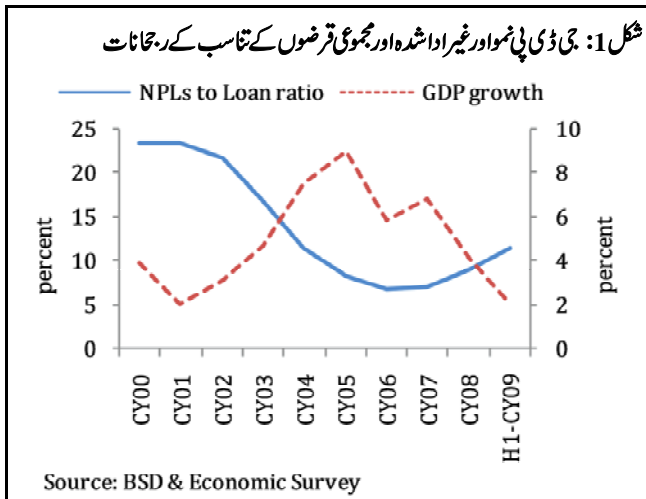 شکل 1: جی ڈی پی نمو اور غیر ادا شدہ اور مجموعی قرضوں کے تناسب کے رجحانات
NPLs to Loan ratio GDP growth
25 10
20 8
15 6
10 4
5 2
0 0
percent percent
CY00 CY01 CY02 CY03 CY04 CY05 CY06 CY07 CY08 H1-CY09
Source: BSD & Economic Survey